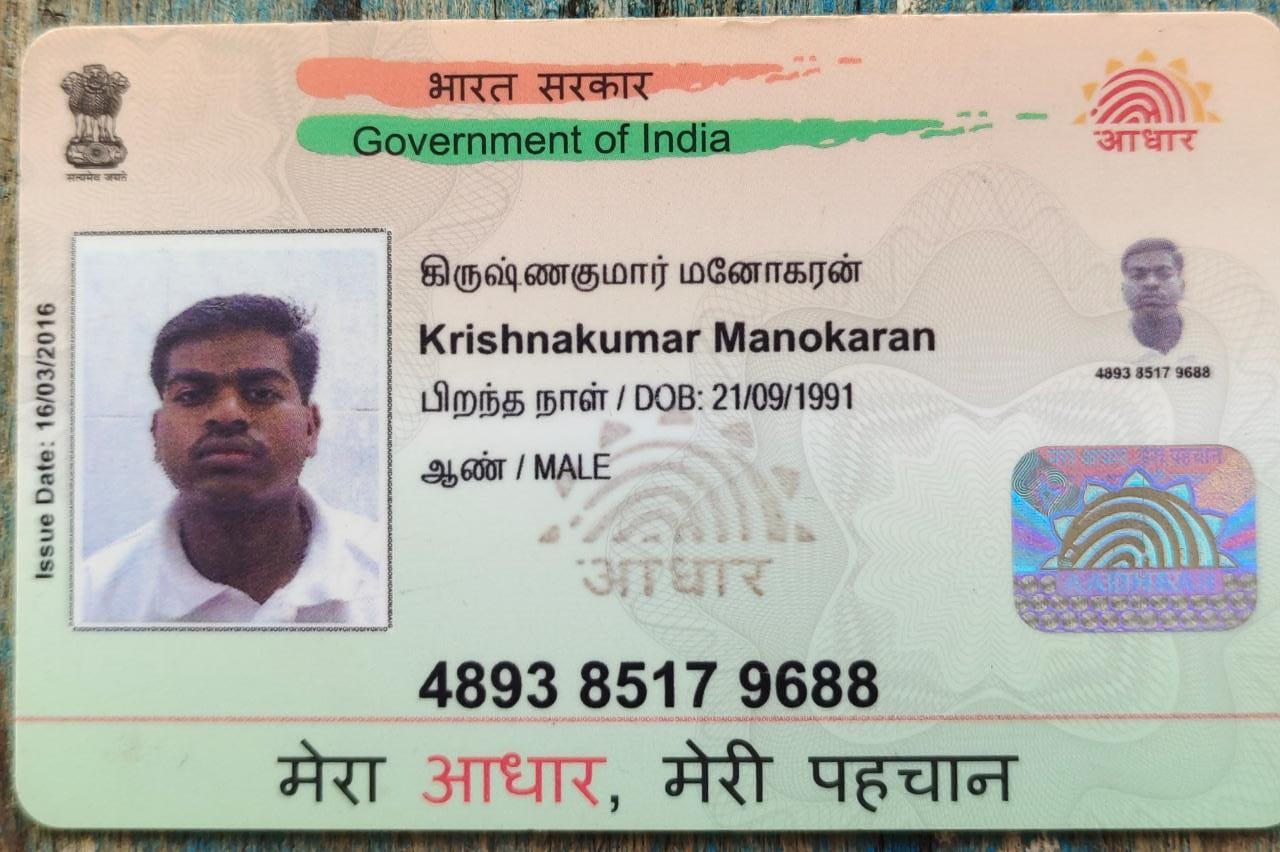 भारत सरकार
Government of India
सत्यमेव जयते
आधार
Issue Date: 16/03/2016
கிருஷ்ணகுமார் மனோகரன்
Krishnakumar Manokaran
பிறந்த நாள் / DOB: 21/09/1991
ஆண் / MALE
4893 8517 9688
आधार
AADHAAR
4893 8517 9688
मेरा आधार, मेरी पहचान